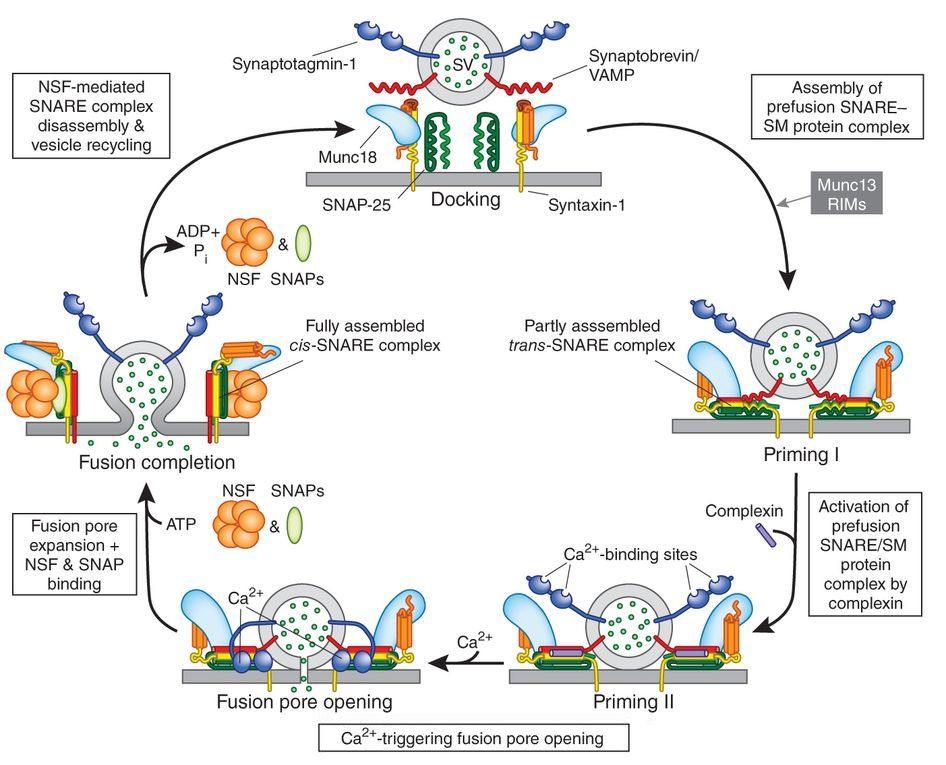 Synaptotagmin-1
SV
Synaptobrevin/
VAMP
NSF-mediated
SNARE complex
disassembly &
vesicle recycling
Assembly of
prefusion SNARE–
SM protein complex
Munc18
SNAP-25
Docking
Syntaxin-1
Munc13
RIMs
ADP+
Pi
&
NSF SNAPs
Fully assembled
cis-SNARE complex
Partly asssembled
trans-SNARE complex
Fusion completion
Priming I
NSF SNAPs
&
ATP
Fusion pore
expansion +
NSF & SNAP
binding
Complexin
Activation of
prefusion
SNARE/SM
protein
complex by
complexin
Ca2+-binding sites
Ca2+
Ca2+
Fusion pore opening
Priming II
Ca2+-triggering fusion pore opening